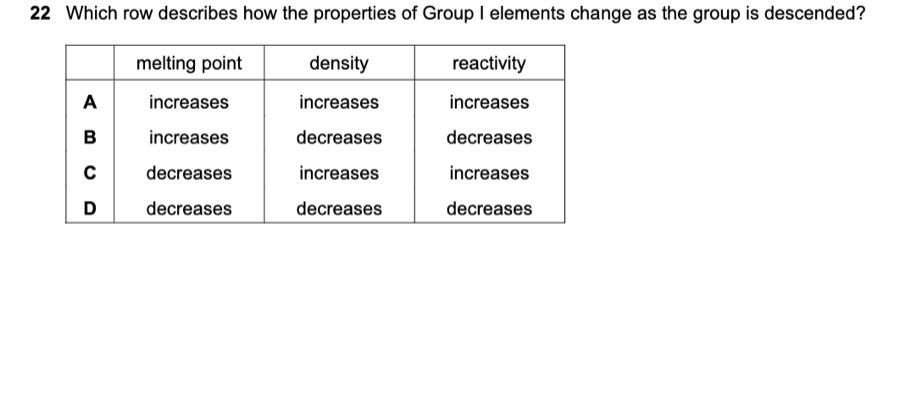 22 Which row describes how the properties of Group I elements change as the group is descended?
melting point density reactivity
A increases increases increases
B increases decreases decreases
C decreases increases increases
D decreases decreases decreases